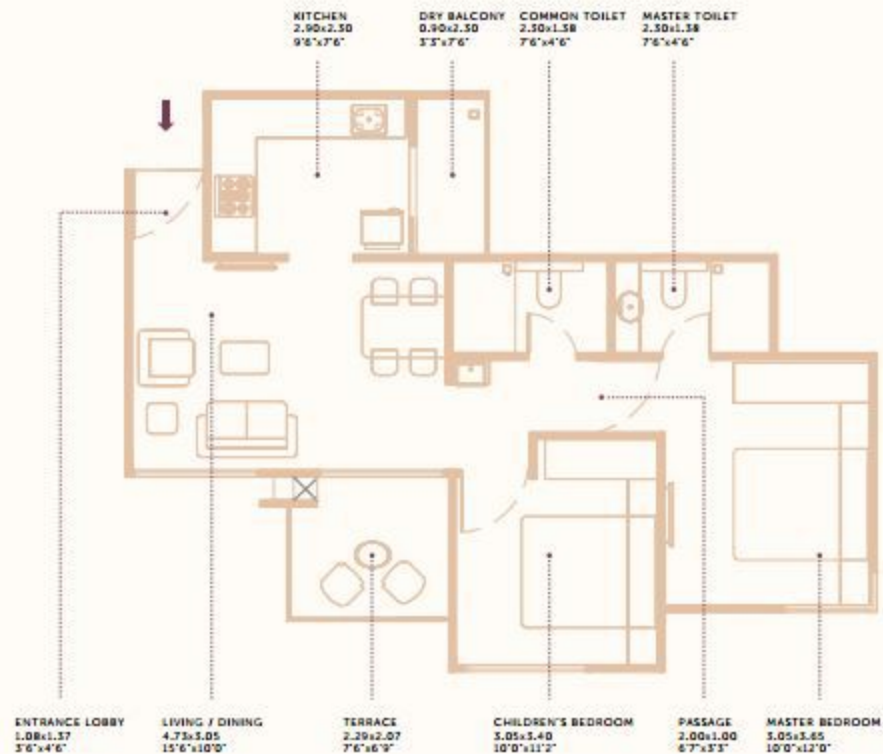 KITCHEN
2.90x2.30
9'6"x7'6"
DRY BALCONY
0.90x2.30
3'3"x7'6"
COMMON TOILET
2.30x1.38
7'6"x4'6"
MASTER TOILET
2.30x1.38
7'6"x4'6"
ENTRANCE LOBBY
1.08x1.37
3'6"x4'6"
LIVING / DINING
4.73x3.05
15'6"x10'0"
TERRACE
2.29x2.07
7'6"x6'9"
CHILDREN'S BEDROOM
3.05x3.40
10'0"x11'2"
PASSAGE
2.00x1.00
6'7"x3'3"
MASTER BEDROOM
3.05x3.65
10'0"x12'0"